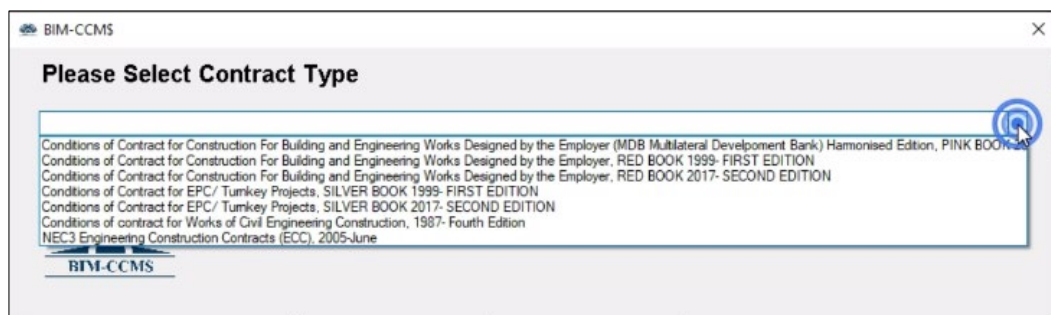 BIM-CCMS
Please Select Contract Type
Conditions of Contract for Construction For Building and Engineering Works Designed by the Employer (MDB Multilateral Develpoment Bank) Harmonised Edition, PINK BOOK
Conditions of Contract for Construction For Building and Engineering Works Designed by the Employer, RED BOOK 1999- FIRST EDITION
Conditions of Contract for Construction For Building and Engineering Works Designed by the Employer, RED BOOK 2017- SECOND EDITION
Conditions of Contract for EPC/ Turnkey Projects, SILVER BOOK 1999- FIRST EDITION
Conditions of Contract for EPC/ Turnkey Projects, SILVER BOOK 2017- SECOND EDITION
Conditions of contract for Works of Civil Engineering Construction, 1987- Fourth Edition
NEC3 Engineering Construction Contracts (ECC), 2005-June
BIM-CCMS